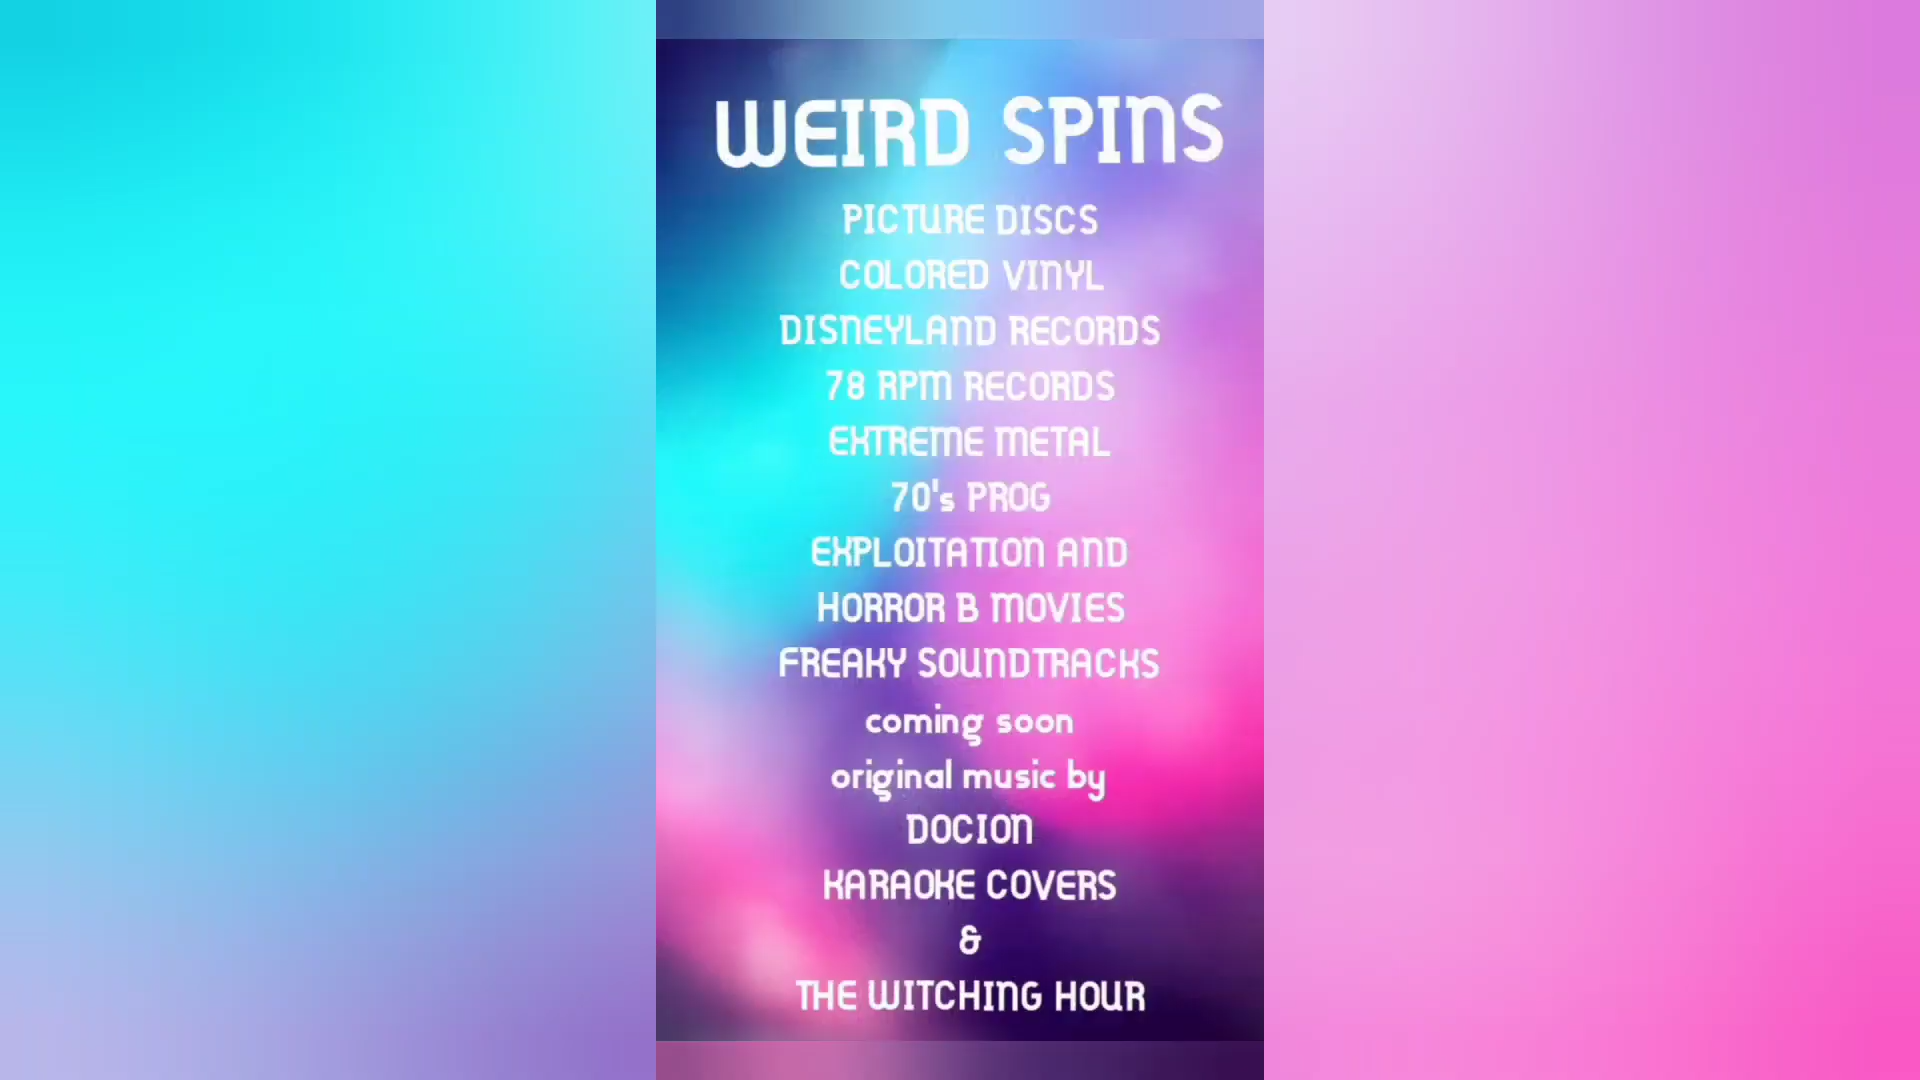 WEIRD SPINS
PICTURE DISCS
COLORED VINYL
DISNEYLAND RECORDS
78 RPM RECORDS
EXTREME METAL
70's PROG
EXPLOITATION AND
HORROR B MOVIES
FREAKY SOUNDTRACKS
coming soon
original music by
DOCION
KARAOKE COVERS
&
THE WITCHING HOUR